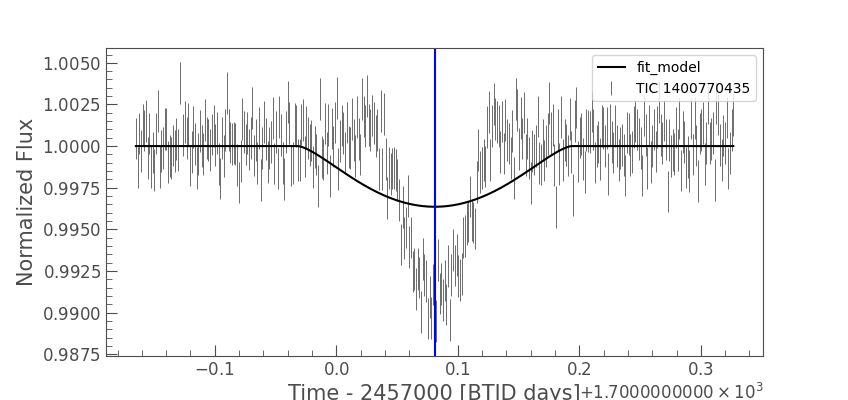 Normalized Flux
1.0050
1.0025
1.0000
0.9975
0.9950
0.9925
0.9900
0.9875
fit_model
TIC 1400770435
−0.1
0.0
0.1
0.2
0.3
Time - 2457000 [BTJD days]
+1.7000000000 × 10³